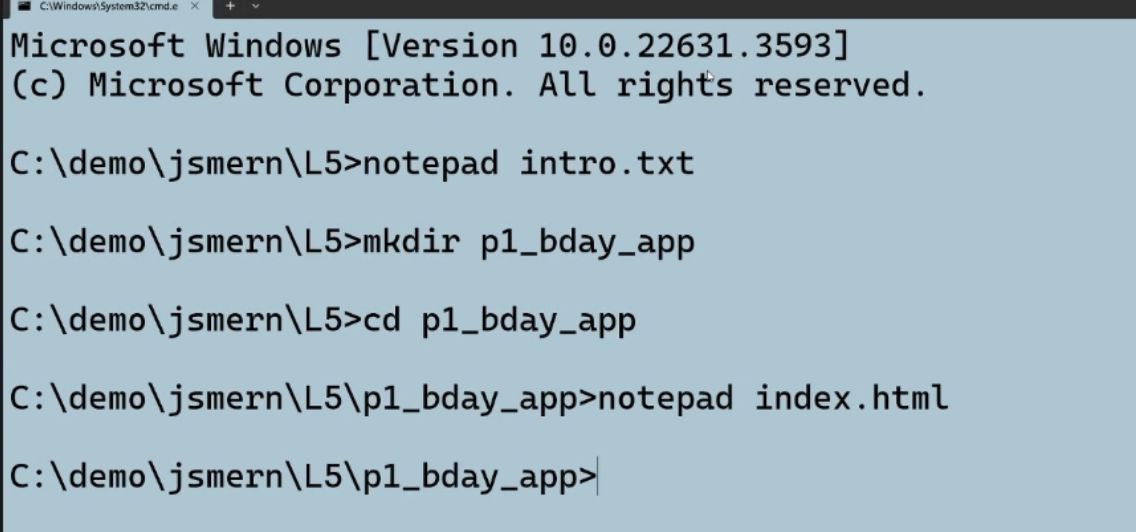 C:\Windows\System32\cmd.e
Microsoft Windows [Version 10.0.22631.3593]
(c) Microsoft Corporation. All rights reserved.
C:\demo\jsmern\L5>notepad intro.txt
C:\demo\jsmern\L5>mkdir p1_bday_app
C:\demo\jsmern\L5>cd p1_bday_app
C:\demo\jsmern\L5\p1_bday_app>notepad index.html
C:\demo\jsmern\L5\p1_bday_app>